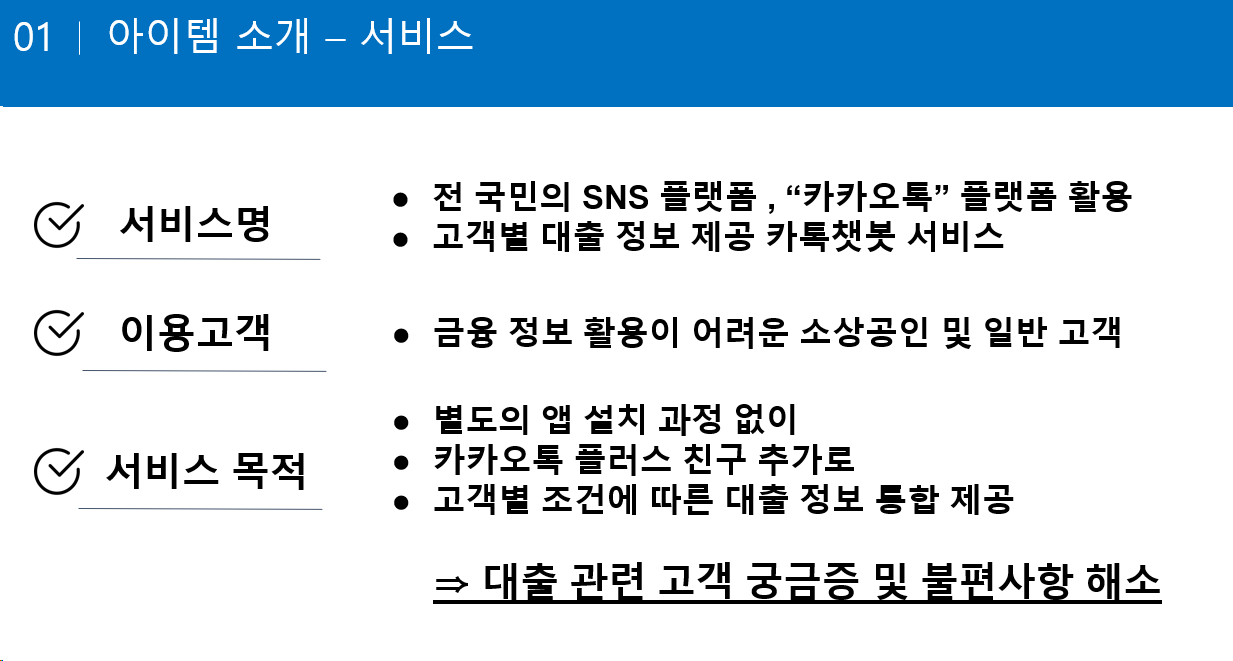 01 | 아이템 소개 – 서비스
서비스명
● 전 국민의 SNS 플랫폼 , “카카오톡” 플랫폼 활용
● 고객별 대출 정보 제공 카톡챗봇 서비스
이용고객
● 금융 정보 활용이 어려운 소상공인 및 일반 고객
서비스 목적
● 별도의 앱 설치 과정 없이
● 카카오톡 플러스 친구 추가로
● 고객별 조건에 따른 대출 정보 통합 제공
⇒ 대출 관련 고객 궁금증 및 불편사항 해소